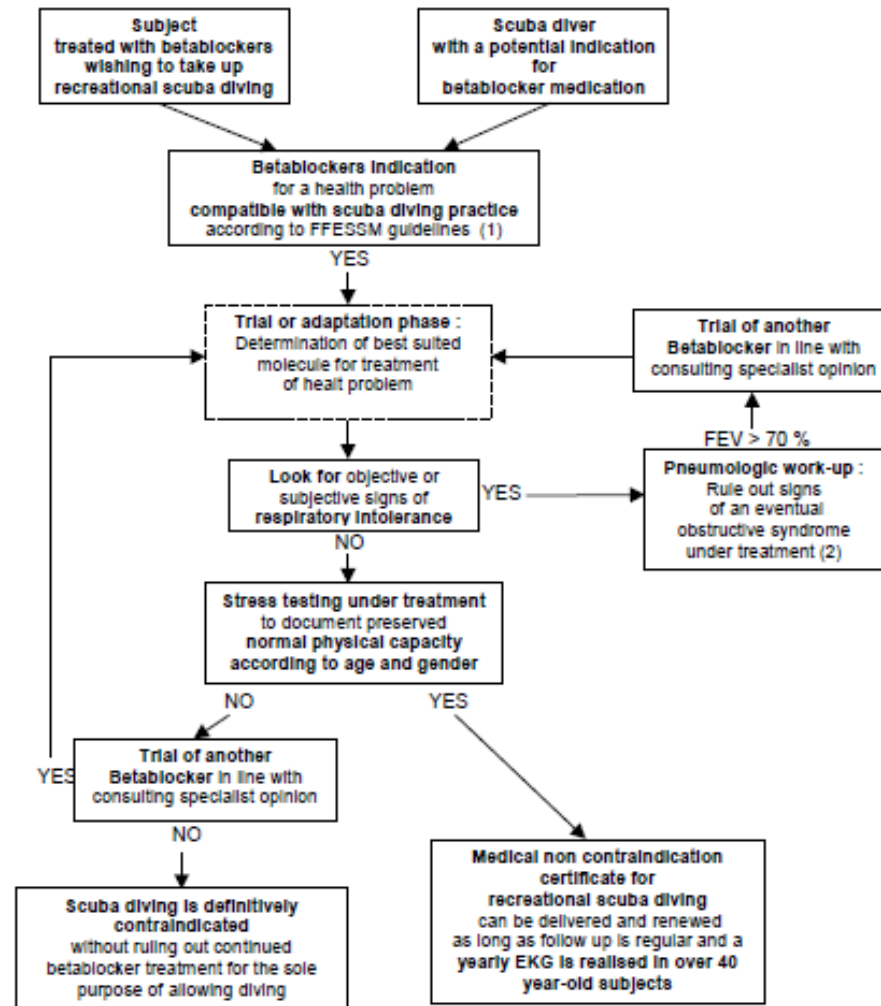 Subject
treated with betablockers
wishing to take up
recreational scuba diving
Scuba diver
with a potential indication
for
betablocker medication
Betablockers Indication
for a health problem
compatible with scuba diving practice
according to FFESSM guidelines (1)
YES
Trial or adaptation phase :
Determination of best suited
molecule for treatment
of healt problem
Trial of another
Betablocker in line with
consulting specialist opinion
FEV > 70 %
Look for objective or
subjective signs of
respiratory intolerance
YES
Pneumologic work-up :
Rule out signs
of an eventual
obstructive syndrome
under treatment (2)
NO
Stress testing under treatment
to document preserved
normal physical capacity
according to age and gender
NO
YES
Trial of another
Betablocker in line with
consulting specialist opinion
YES
NO
Scuba diving is definitively
contraindicated
without ruling out continued
betablocker treatment for the sole
purpose of allowing diving
Medical non contraindication
certificate for
recreational scuba diving
can be delivered and renewed
as long as follow up is regular and a
yearly EKG is realised in over 40
year-old subjects